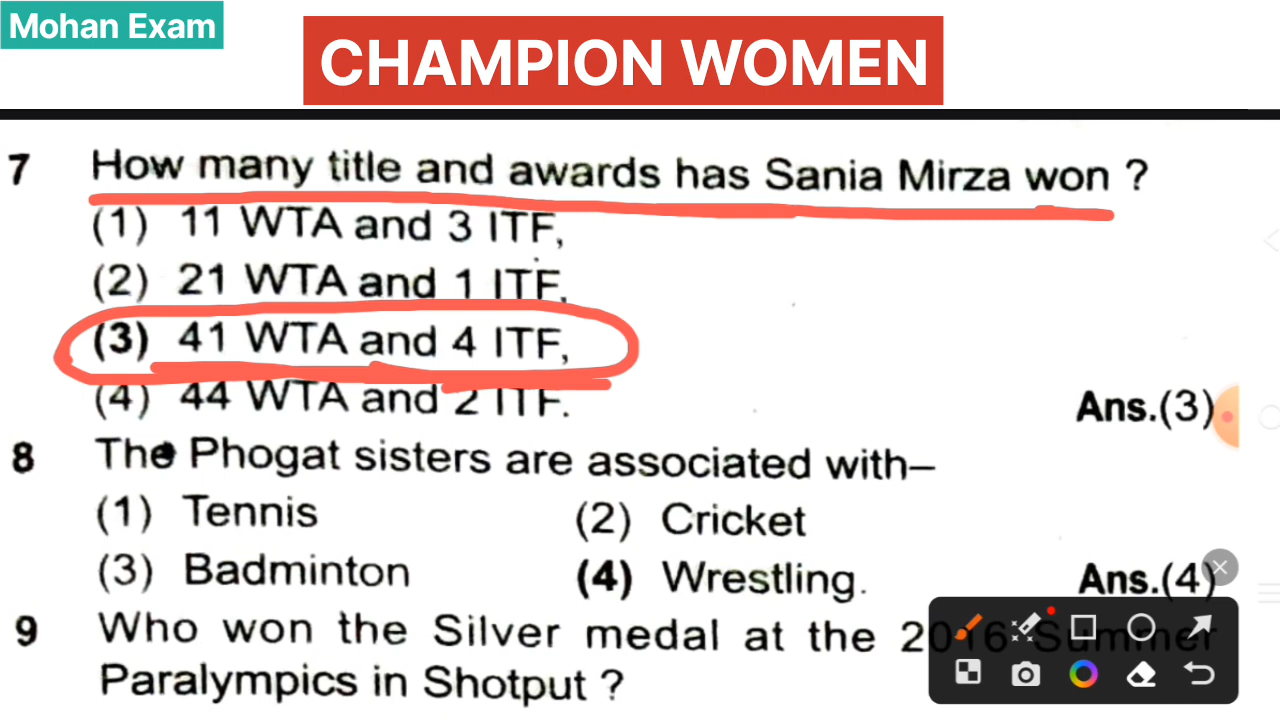 Mohan Exam
CHAMPION WOMEN
7 How many title and awards has Sania Mirza won ?
(1) 11 WTA and 3 ITF,
(2) 21 WTA and 1 ITF,
(3) 41 WTA and 4 ITF,
(4) 44 WTA and 2 ITF. Ans.(3)
8 The Phogat sisters are associated with–
(1) Tennis (2) Cricket
(3) Badminton (4) Wrestling. Ans.(4)
9 Who won the Silver medal at the 2016 Summer
Paralympics in Shotput ?